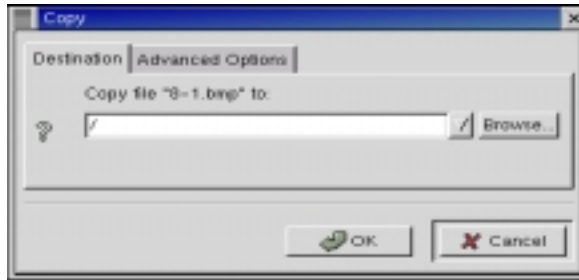 Copy
Destination Advanced Options
Copy file "8-1.bmp" to:
/ / Browse...
OK Cancel